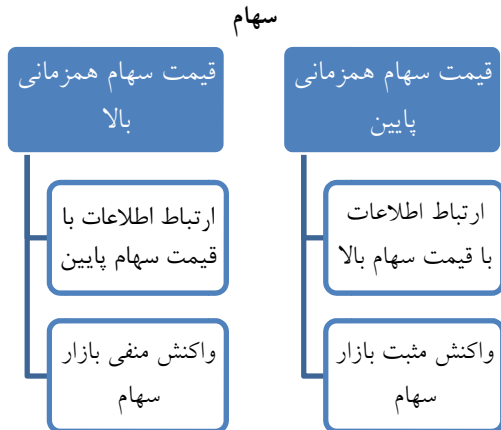 سهام
قیمت سهام همزمانی
پایین
ارتباط اطلاعات
با قیمت سهام بالا
واکنش مثبت بازار
سهام
قیمت سهام همزمانی
بالا
ارتباط اطلاعات با
قیمت سهام پایین
واکنش منفی بازار
سهام